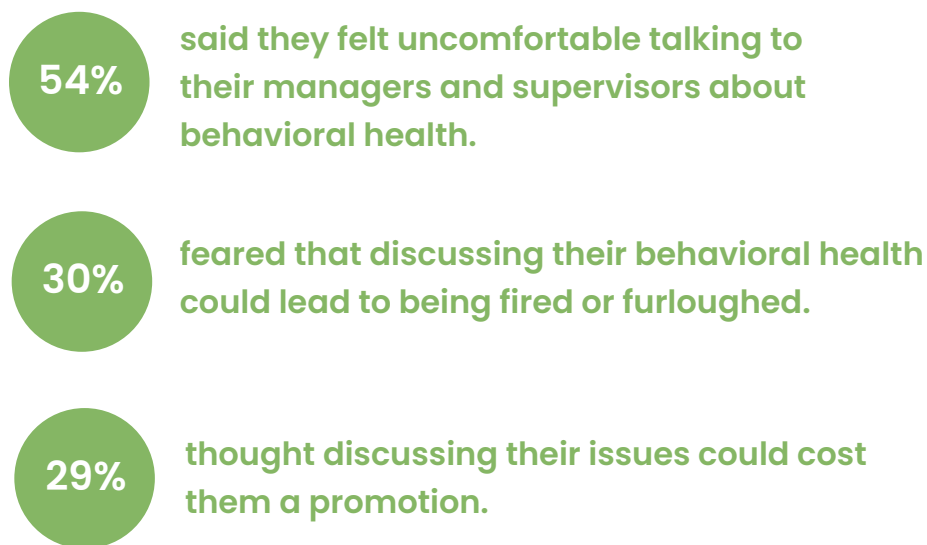 54%
said they felt uncomfortable talking to
their managers and supervisors about
behavioral health.
30%
feared that discussing their behavioral health
could lead to being fired or furloughed.
29%
thought discussing their issues could cost
them a promotion.